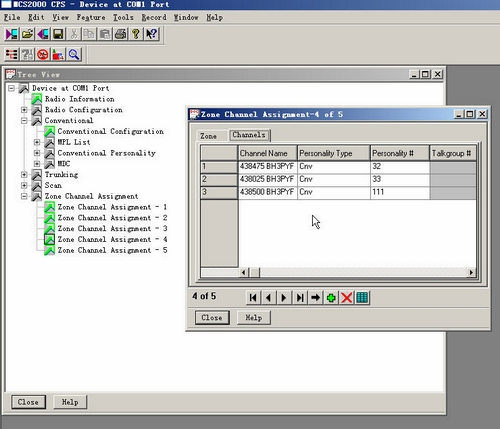 MCS2000 CPS - Device at COM1 Port
File Edit View Feature Tools Record Window Help
Tree View
Device at COM1 Port
Radio Information
Radio Configuration
Conventional
Conventional Configuration
MPL List
Conventional Personality
MDC
Trunking
Scan
Zone Channel Assignment
Zone Channel Assignment - 1
Zone Channel Assignment - 2
Zone Channel Assignment - 3
Zone Channel Assignment - 4
Zone Channel Assignment - 5
Close Help
Zone Channel Assignment-4 of 5
Zone Channels
Channel Name Personality Type Personality # Talkgroup #
1 438475 BH3PYF Cnv 32
2 438025 BH3PYF Cnv 33
3 438500 BH3PYF Cnv 111
4 of 5
Close Help